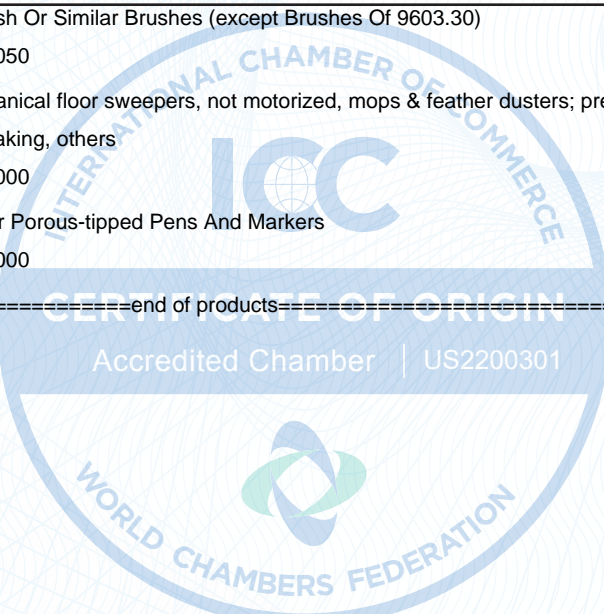 sh Or Similar Brushes (except Brushes Of 9603.30)
050
anical floor sweepers, not motorized, mops & feather dusters; pre
aking, others
000
r Porous-tipped Pens And Markers
000
===========end of products===========================
INTERNATIONAL CHAMBER OF COMMERCE
ICC
CERTIFICATE OF ORIGIN
Accredited Chamber | US2200301
WORLD CHAMBERS FEDERATION